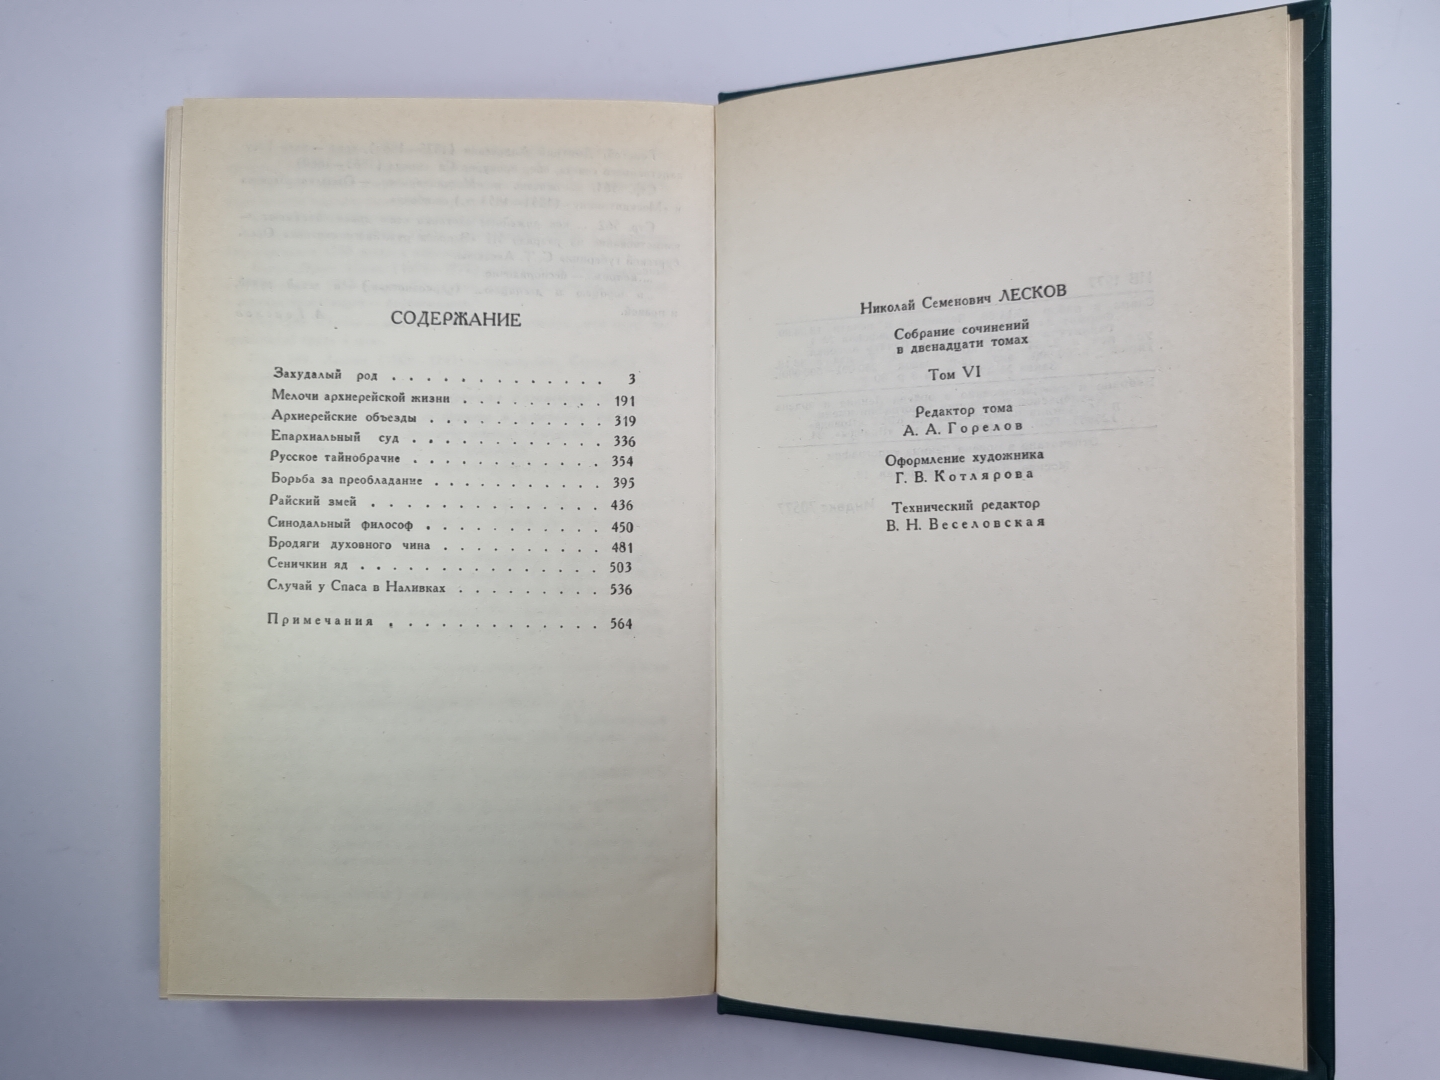 СОДЕРЖАНИЕ
Захудалый род . . . . . . . . . . . . . 3
Мелочи архиерейской жизни . . . . . . . . . 191
Архиерейские объезды . . . . . . . . . . . 319
Епархиальный суд . . . . . . . . . . . . 336
Русское тайнобрачие . . . . . . . . . . . . 354
Борьба за преобладание . . . . . . . . . . . 395
Райский змей . . . . . . . . . . . . . . 436
Синодальный философ . . . . . . . . . . . 450
Бродяги духовного чина . . . . . . . . . . 481
Сеничкин яд . . . . . . . . . . . . . . 503
Случай у Спаса в Наливках . . . . . . . . . 536
Примечания . . . . . . . . . . . . . 564
Николай Семенович ЛЕСКОВ
Собрание сочинений
в двенадцати томах
Том VI
Редактор тома
А. А. Горелов
Оформление художника
Г. В. Котлярова
Технический редактор
В. Н. Веселовская